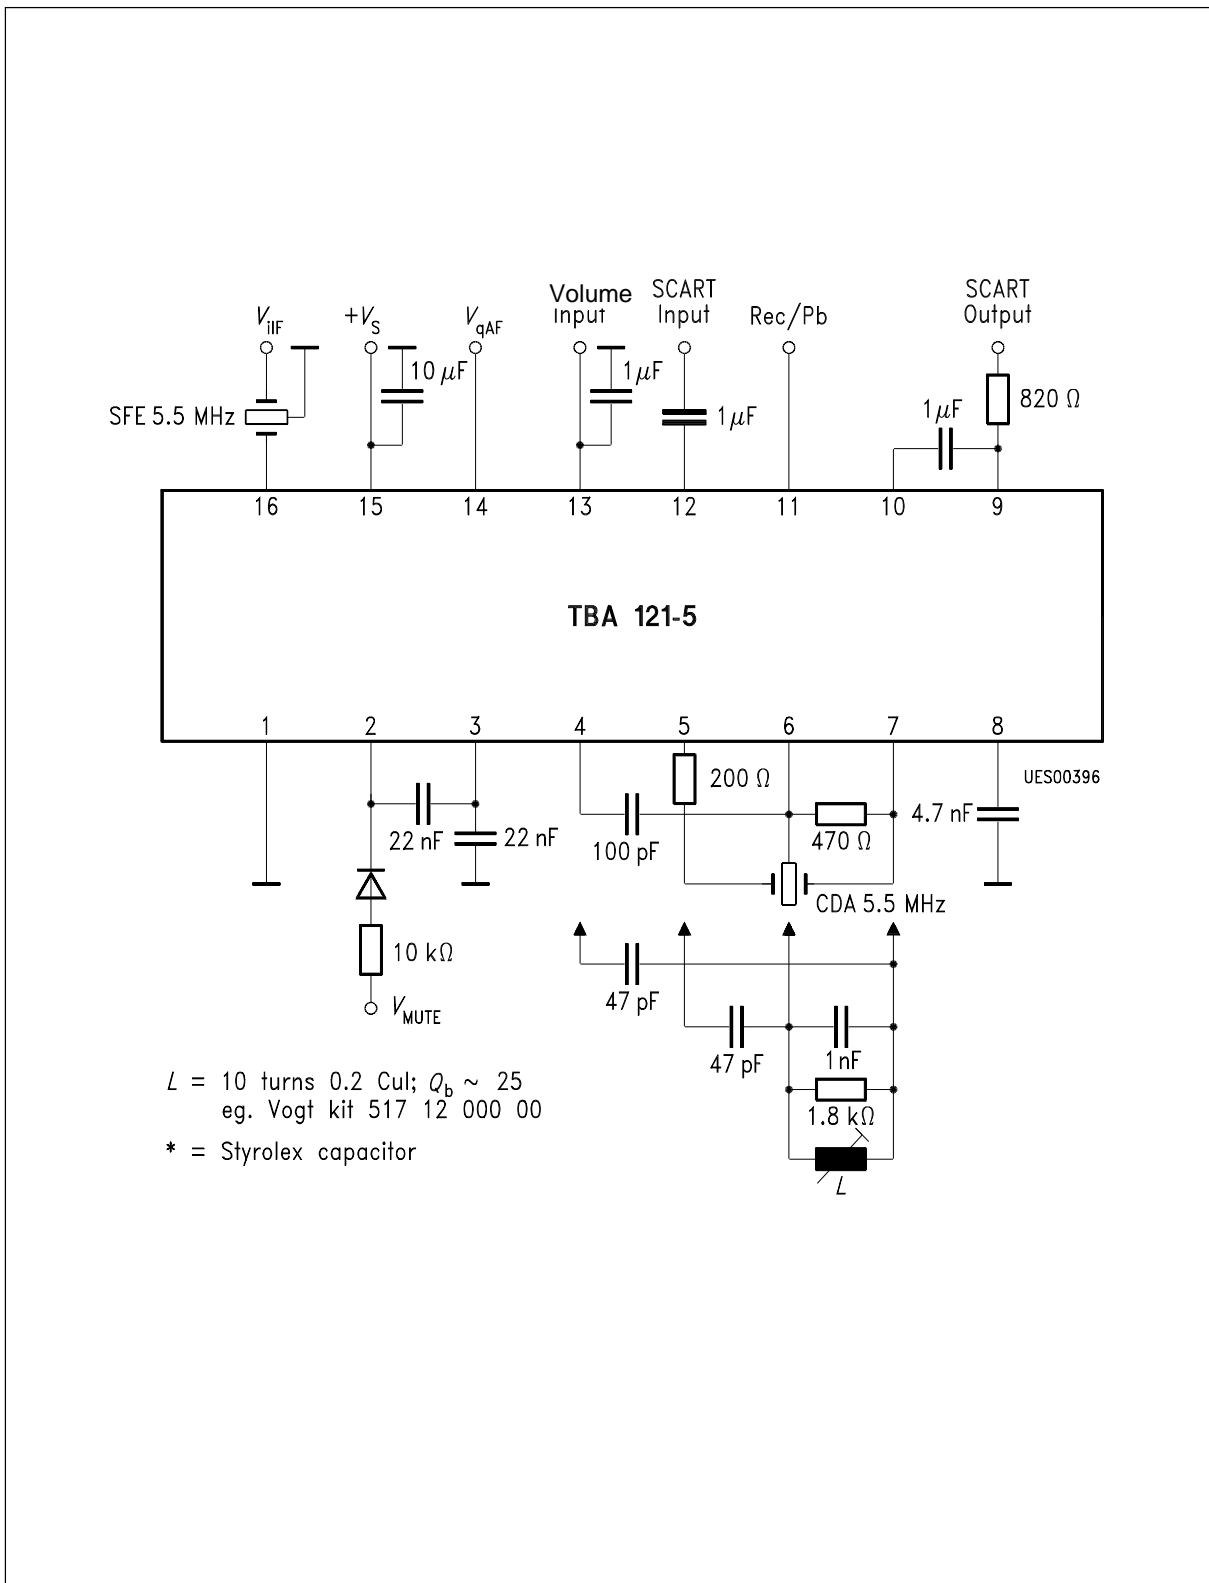 Volume SCART SCART
V_iIF +V_S V_qAF Input Input Rec/Pb Output
10 μF 1 μF 820 Ω
SFE 5.5 MHz 1 μF 1 μF
16 15 14 13 12 11 10 9
TBA 121-5
1 2 3 4 5 6 7 8
200 Ω UES00396
22 nF 22 nF 100 pF 470 Ω 4.7 nF
CDA 5.5 MHz
10 kΩ
47 pF
V_MUTE
47 pF 1 nF
L = 10 turns 0.2 Cul; Q_b ~ 25
eg. Vogt kit 517 12 000 00
1.8 kΩ
* = Styrolex capacitor
L